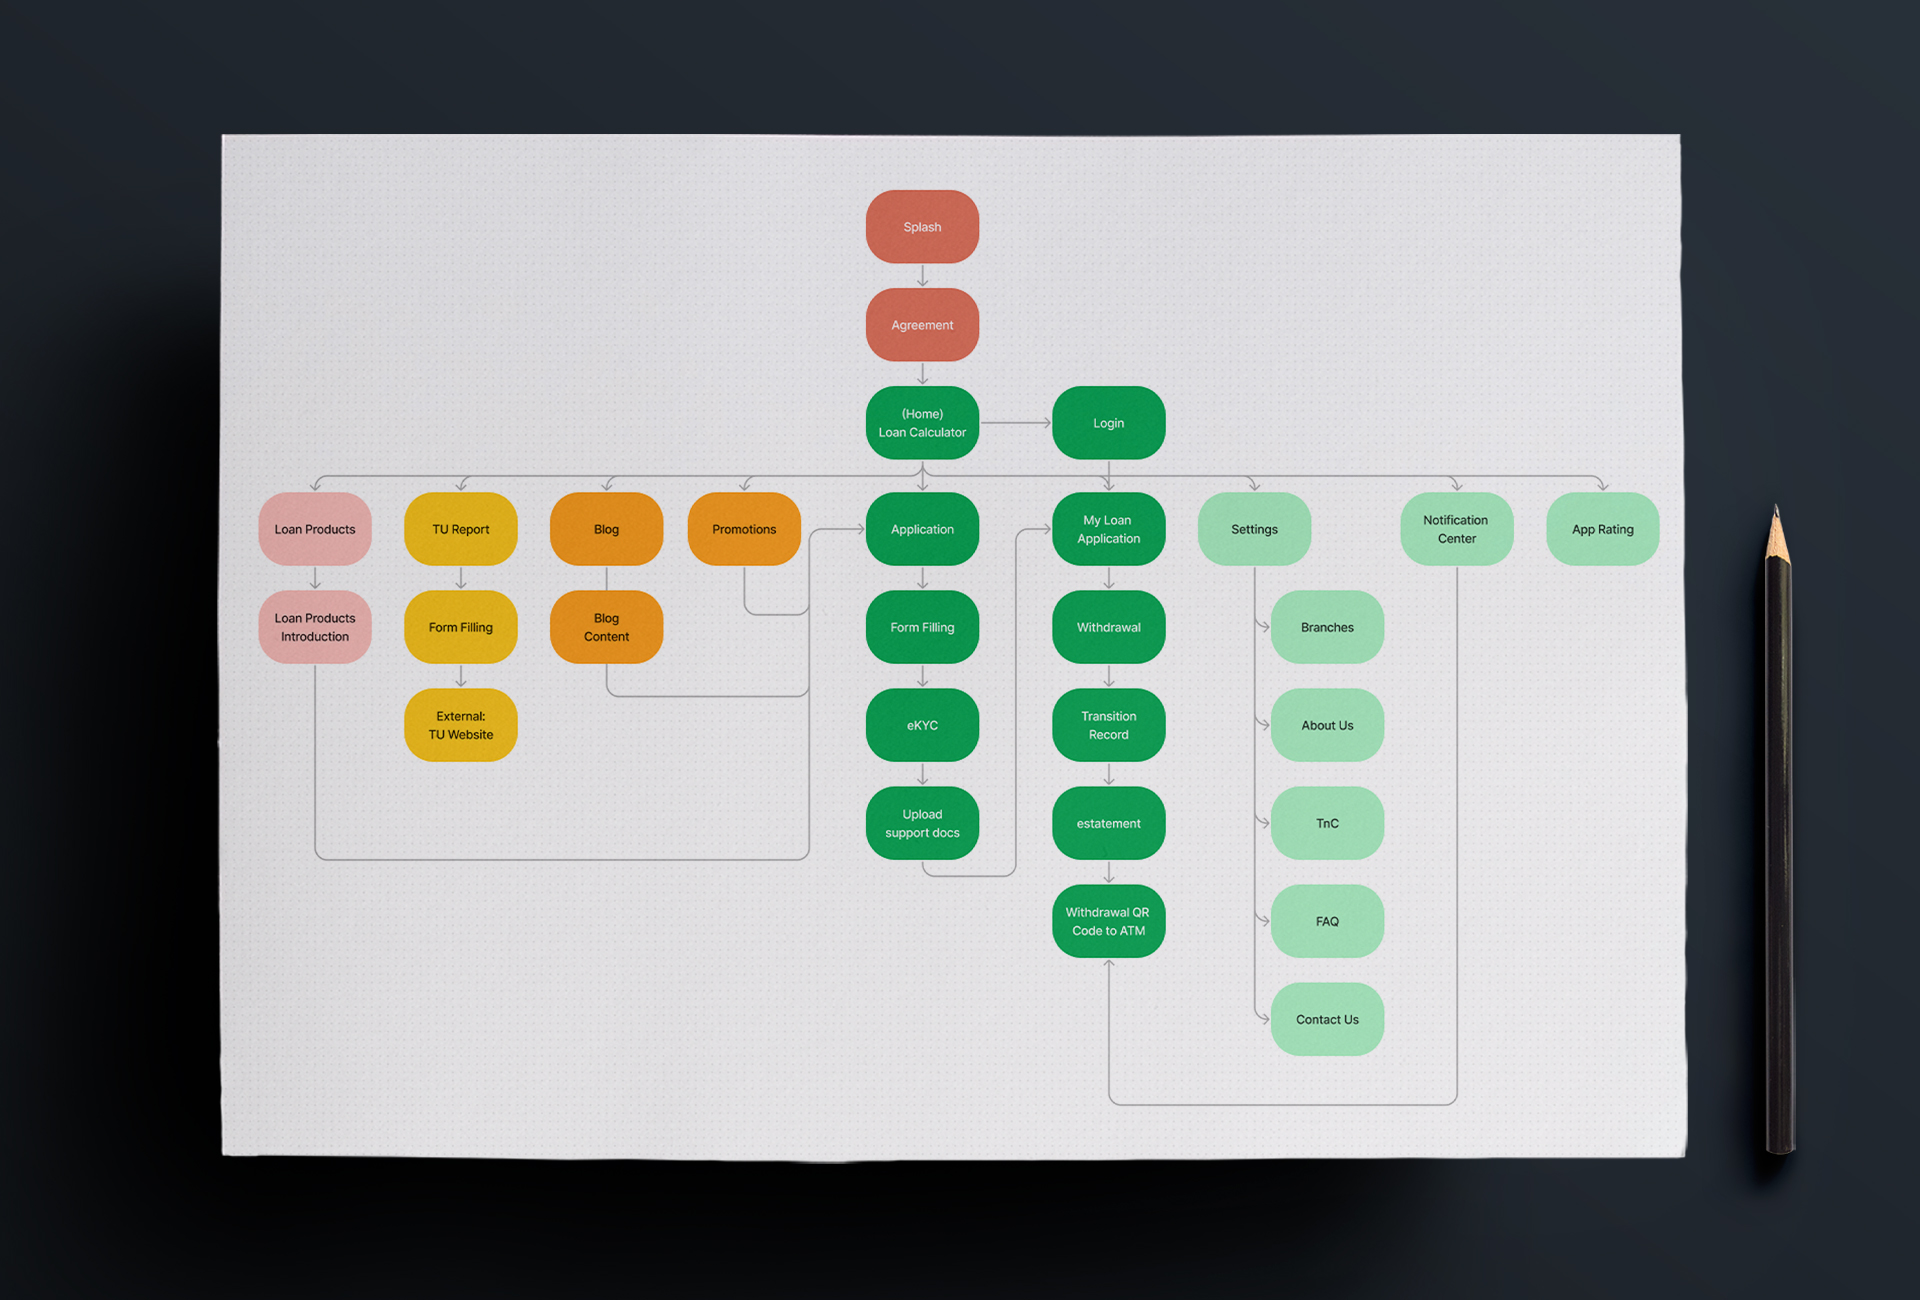 Splash
Agreement
(Home)
Loan Calculator
Login
Loan Products
TU Report
Blog
Promotions
Application
My Loan
Application
Settings
Notification
Center
App Rating
Loan Products
Introduction
Form Filling
Blog
Content
Form Filling
Withdrawal
Branches
External:
TU Website
eKYC
Transition
Record
About Us
Upload
support docs
estatement
TnC
Withdrawal QR
Code to ATM
FAQ
Contact Us